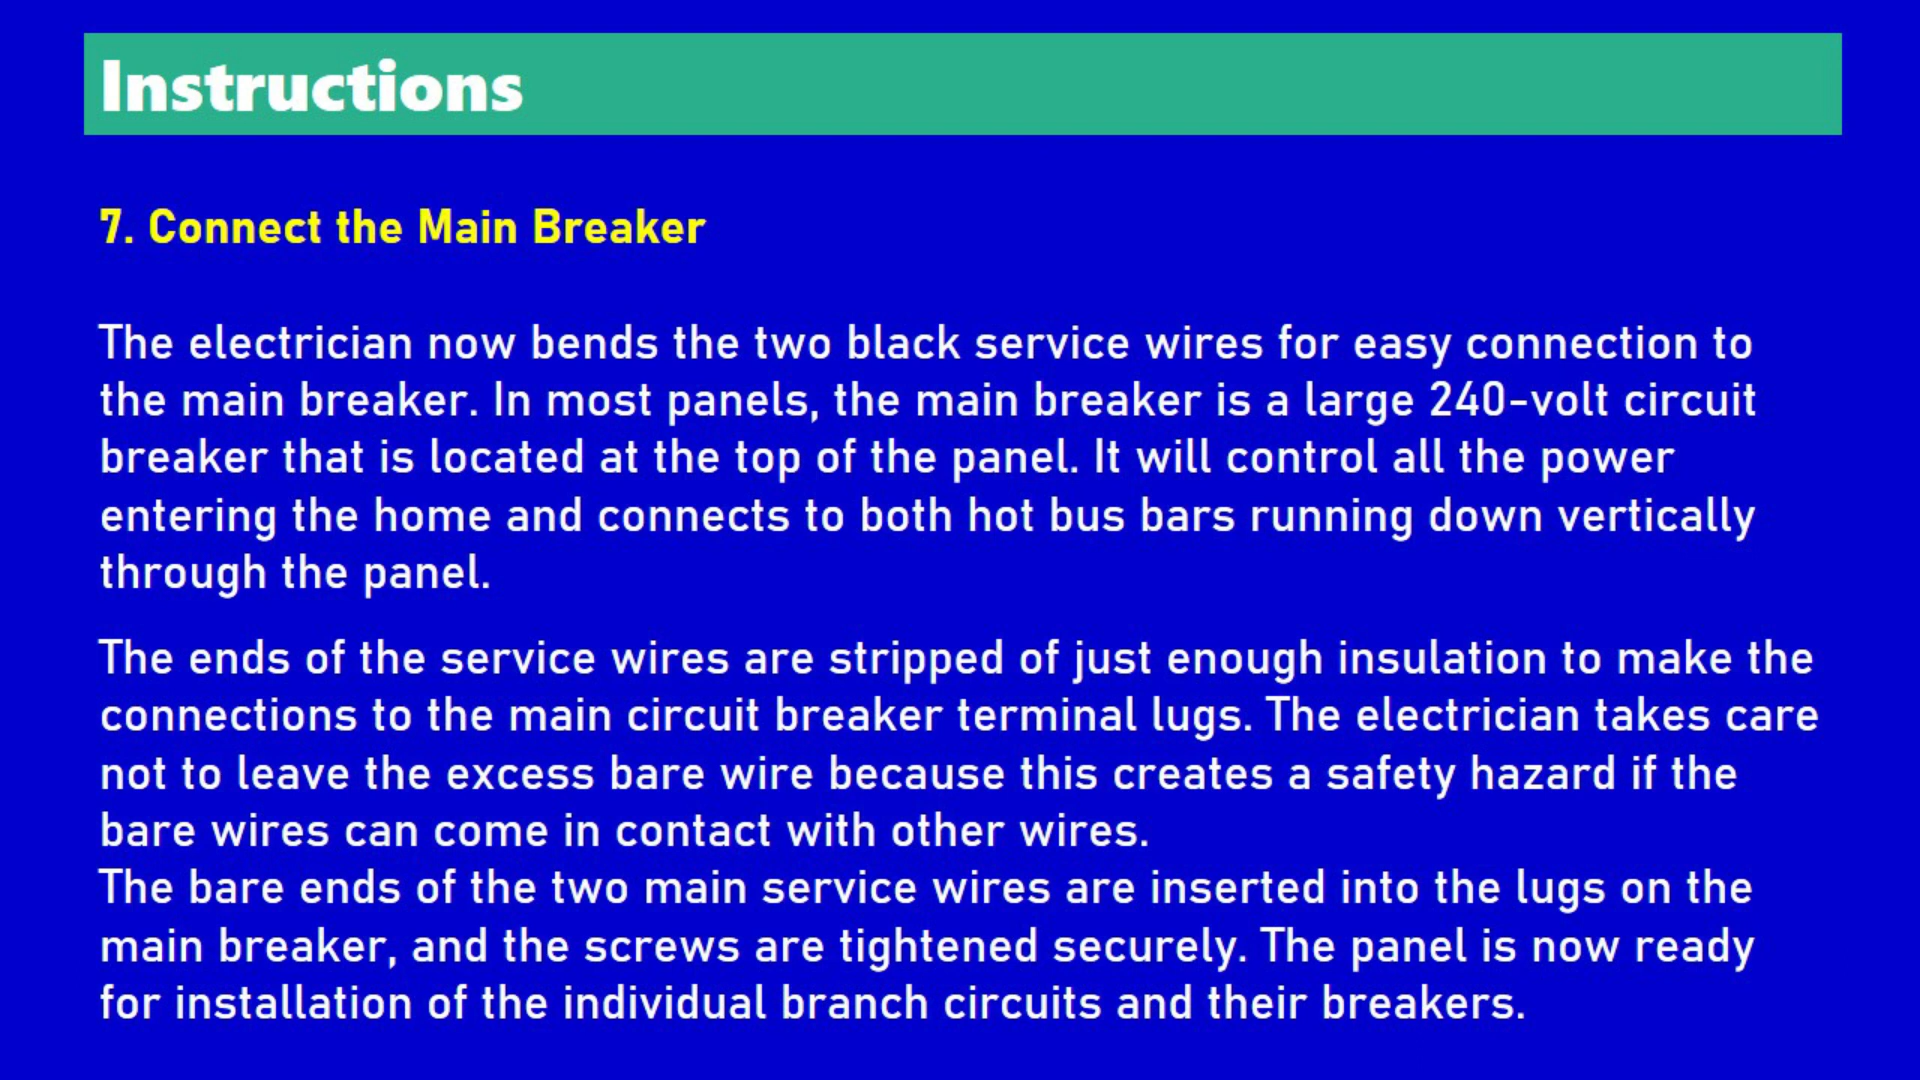 Instructions
7. Connect the Main Breaker
The electrician now bends the two black service wires for easy connection to
the main breaker. In most panels, the main breaker is a large 240-volt circuit
breaker that is located at the top of the panel. It will control all the power
entering the home and connects to both hot bus bars running down vertically
through the panel.
The ends of the service wires are stripped of just enough insulation to make the
connections to the main circuit breaker terminal lugs. The electrician takes care
not to leave the excess bare wire because this creates a safety hazard if the
bare wires can come in contact with other wires.
The bare ends of the two main service wires are inserted into the lugs on the
main breaker, and the screws are tightened securely. The panel is now ready
for installation of the individual branch circuits and their breakers.